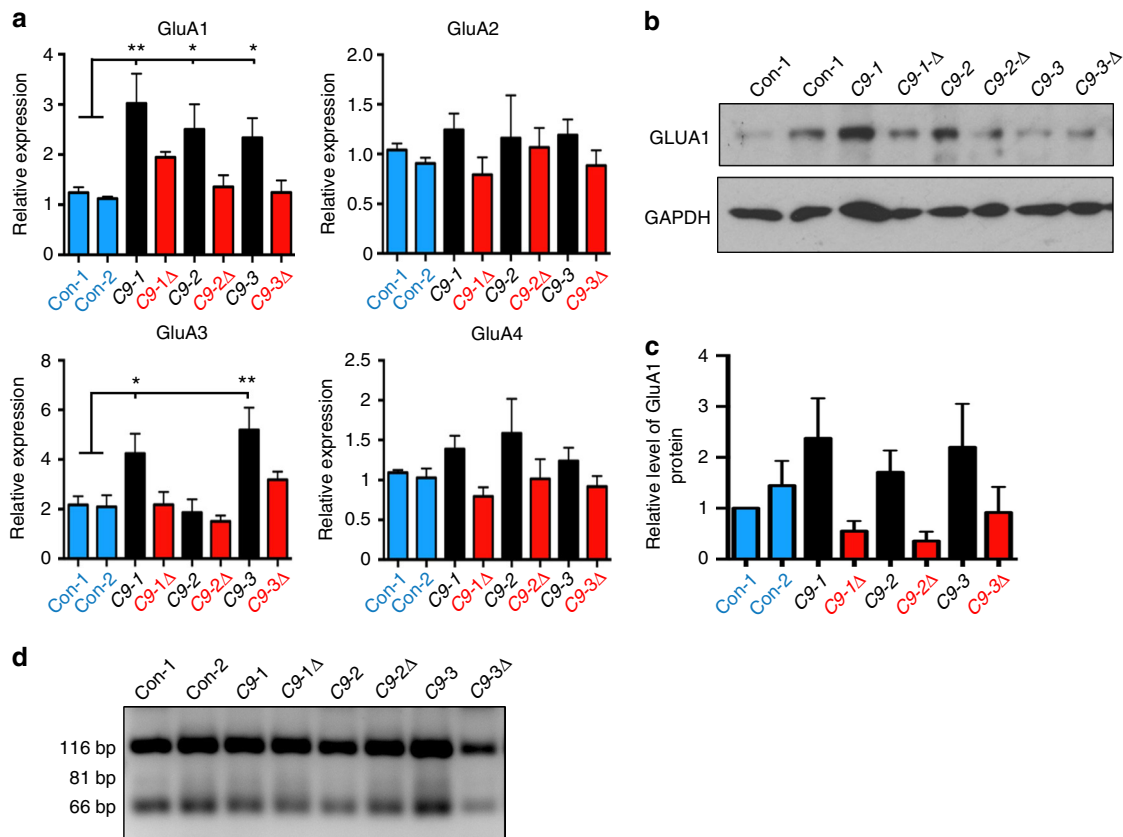 a
GluA1
Relative expression
4
3
2
1
0
** * *
Con-1 Con-2 C9-1 C9-1Δ C9-2 C9-2Δ C9-3 C9-3Δ
GluA2
Relative expression
2.0
1.5
1.0
0.5
0
Con-1 Con-2 C9-1 C9-1Δ C9-2 C9-2Δ C9-3 C9-3Δ
GluA3
Relative expression
8
6
4
2
0
* **
Con-1 Con-2 C9-1 C9-1Δ C9-2 C9-2Δ C9-3 C9-3Δ
GluA4
Relative expression
2.5
2
1.5
1
0.5
0
Con-1 Con-2 C9-1 C9-1Δ C9-2 C9-2Δ C9-3 C9-3Δ
b
Con-1 Con-1 C9-1 C9-1-Δ C9-2 C9-2-Δ C9-3 C9-3-Δ
GLUA1
GAPDH
c
Relative level of GluA1
protein
4
3
2
1
0
Con-1 Con-2 C9-1 C9-1Δ C9-2 C9-2Δ C9-3 C9-3Δ
d
Con-1 Con-2 C9-1 C9-1Δ C9-2 C9-2Δ C9-3 C9-3Δ
116 bp
81 bp
66 bp